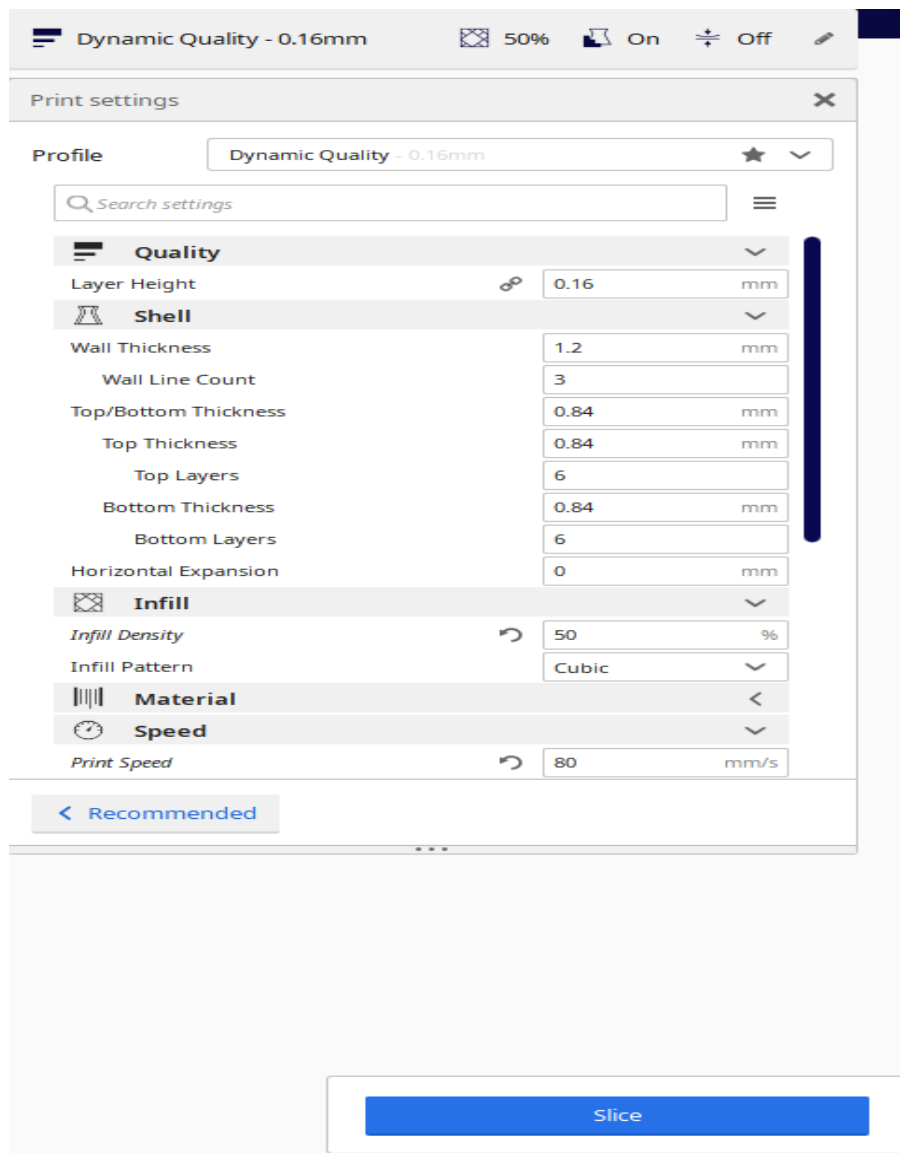 Dynamic Quality - 0.16mm 50% On Off
Print settings
Profile Dynamic Quality - 0.16mm
Search settings
Quality
Layer Height 0.16 mm
Shell
Wall Thickness 1.2 mm
Wall Line Count 3
Top/Bottom Thickness 0.84 mm
Top Thickness 0.84 mm
Top Layers 6
Bottom Thickness 0.84 mm
Bottom Layers 6
Horizontal Expansion 0 mm
Infill
Infill Density 50 %
Infill Pattern Cubic
Material
Speed
Print Speed 80 mm/s
Recommended
Slice